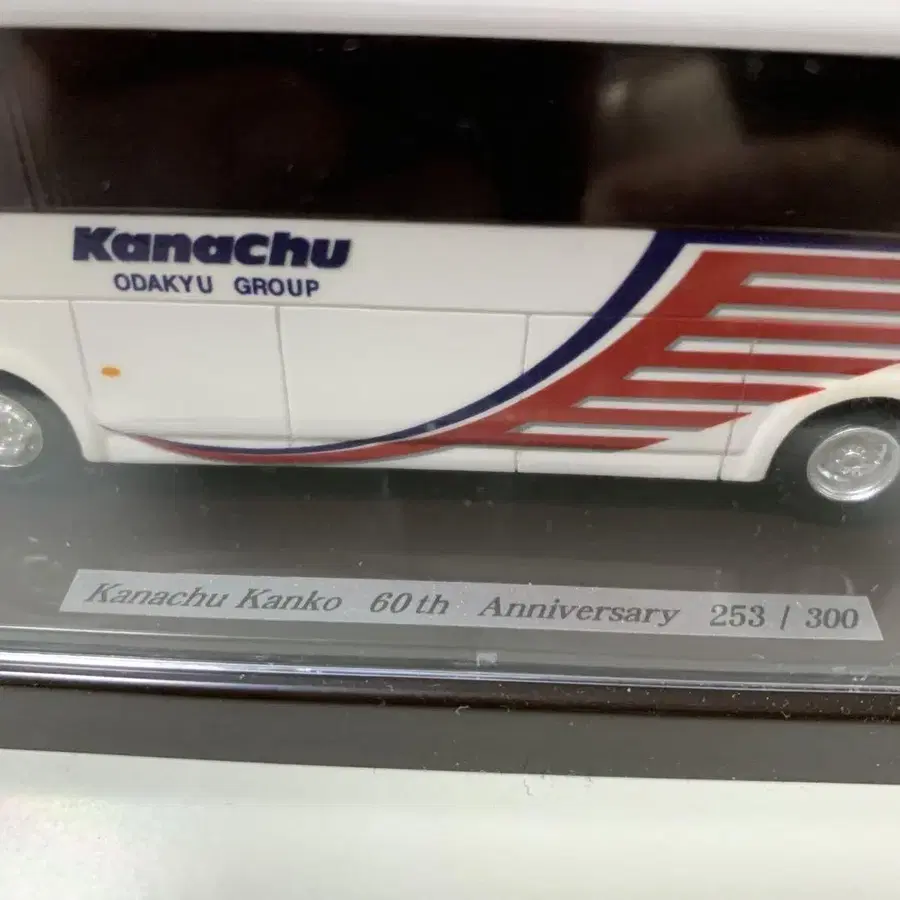 Kanachu
ODAKYU GROUP
Kanachu Kanko 60th Anniversary 253 / 300